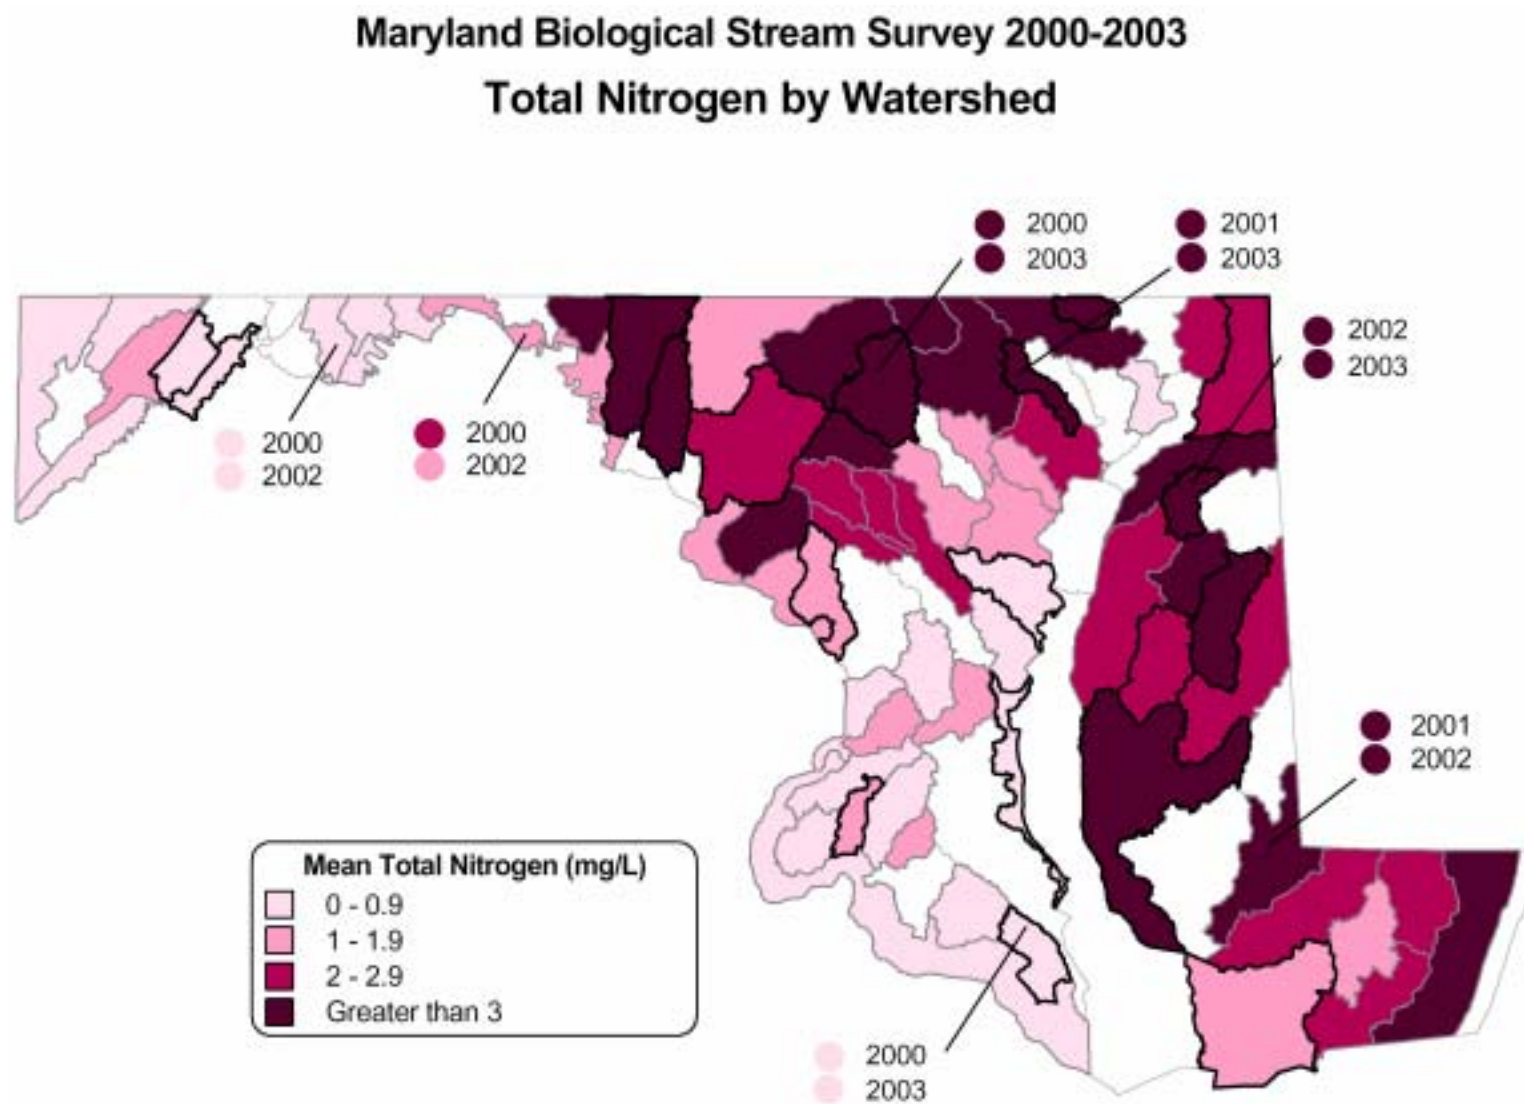 Maryland Biological Stream Survey 2000-2003
Total Nitrogen by Watershed
2000
2003
2001
2003
2002
2003
2000
2002
2000
2002
2001
2002
Mean Total Nitrogen (mg/L)
0 - 0.9
1 - 1.9
2 - 2.9
Greater than 3
2000
2003